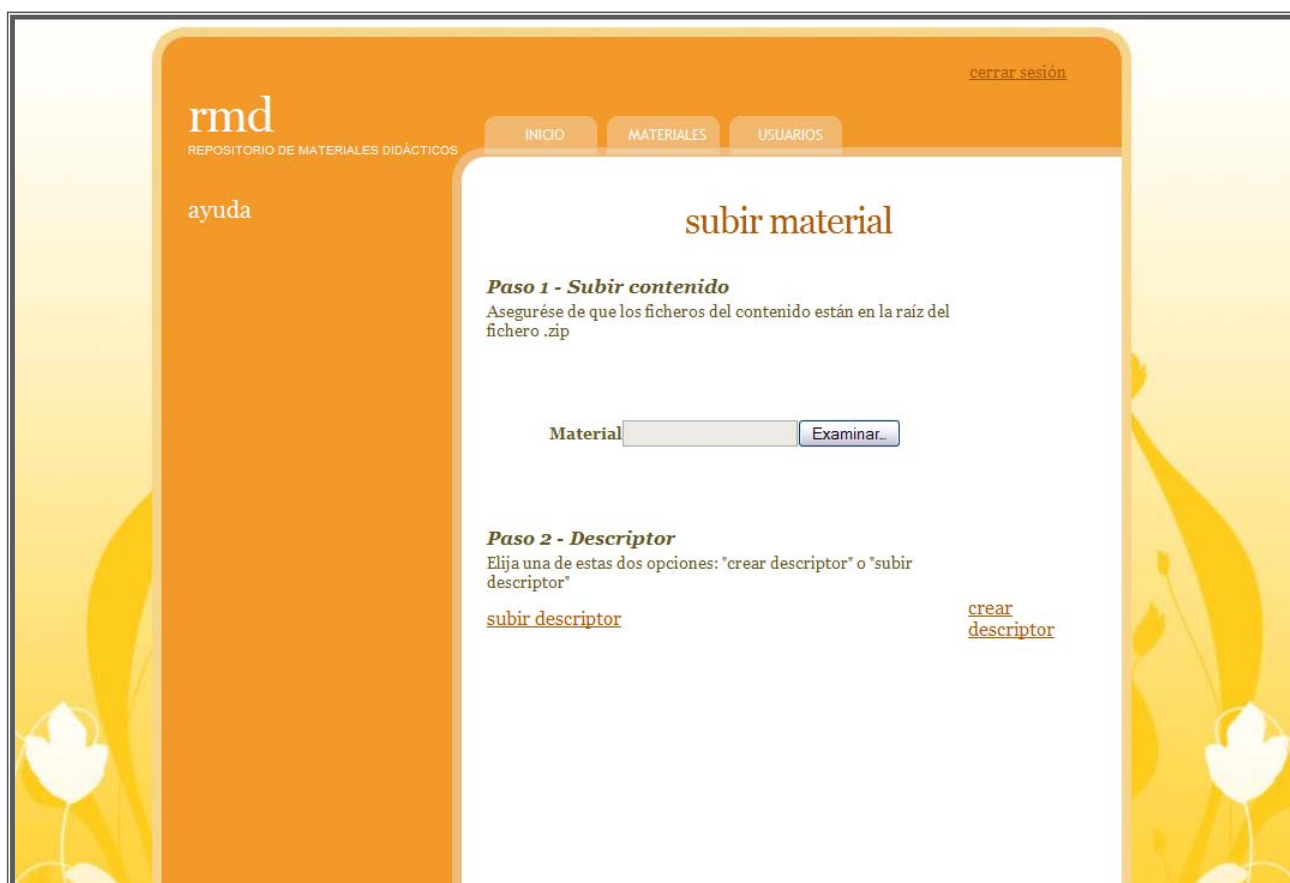 cerrar sesión
rmd
REPOSITORIO DE MATERIALES DIDÁCTICOS
INICIO
MATERIALES
USUARIOS
ayuda
subir material
Paso 1 - Subir contenido
Asegurése de que los ficheros del contenido están en la raíz del
fichero .zip
Material
Examinar...
Paso 2 - Descriptor
Elija una de estas dos opciones: "crear descriptor" o "subir
descriptor"
subir descriptor
crear
descriptor